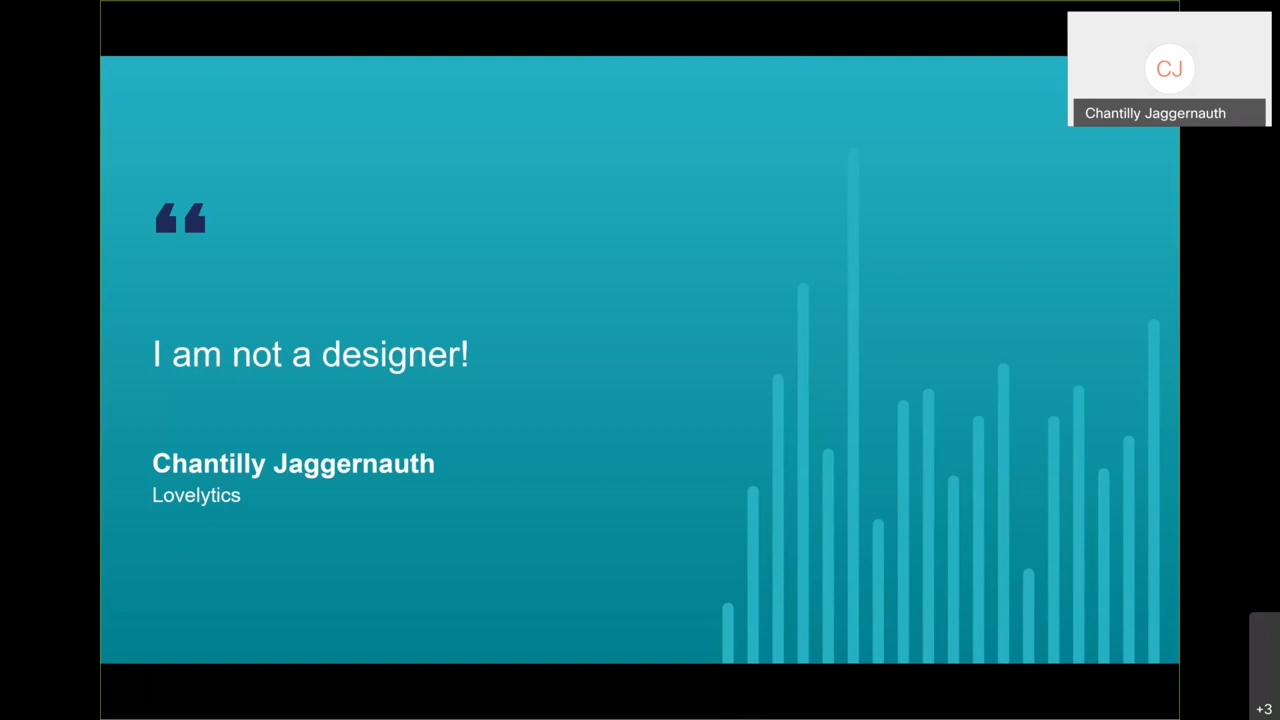 CJ
Chantilly Jaggernauth
“
I am not a designer!
Chantilly Jaggernauth
Lovelytics
+3